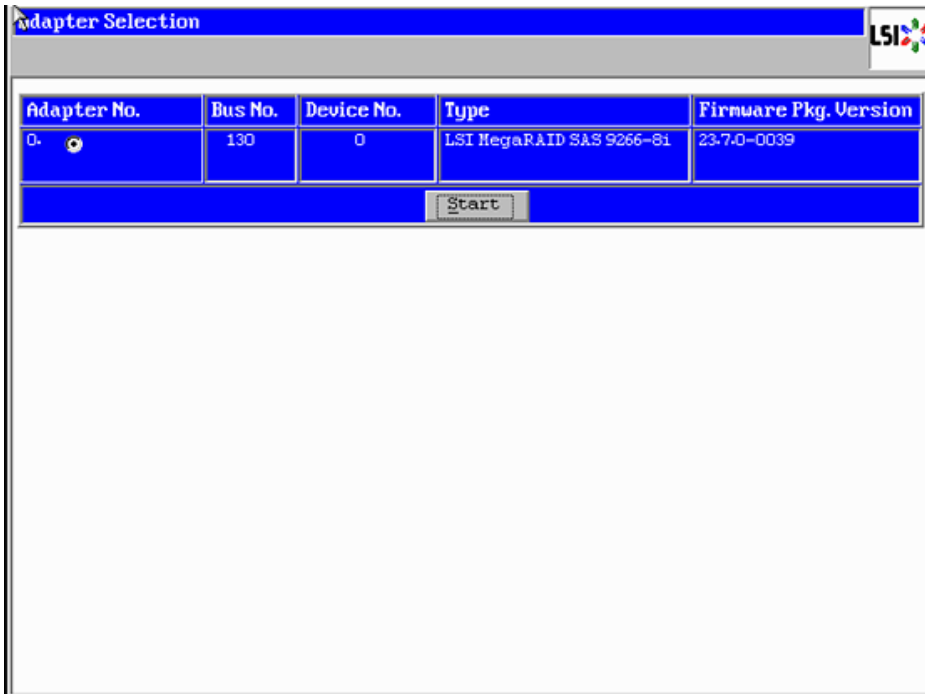 Adapter Selection
LSI
Adapter No. Bus No. Device No. Type Firmware Pkg. Version
0. 130 0 LSI MegaRAID SAS 9266-8i 23.7.0-0039
Start